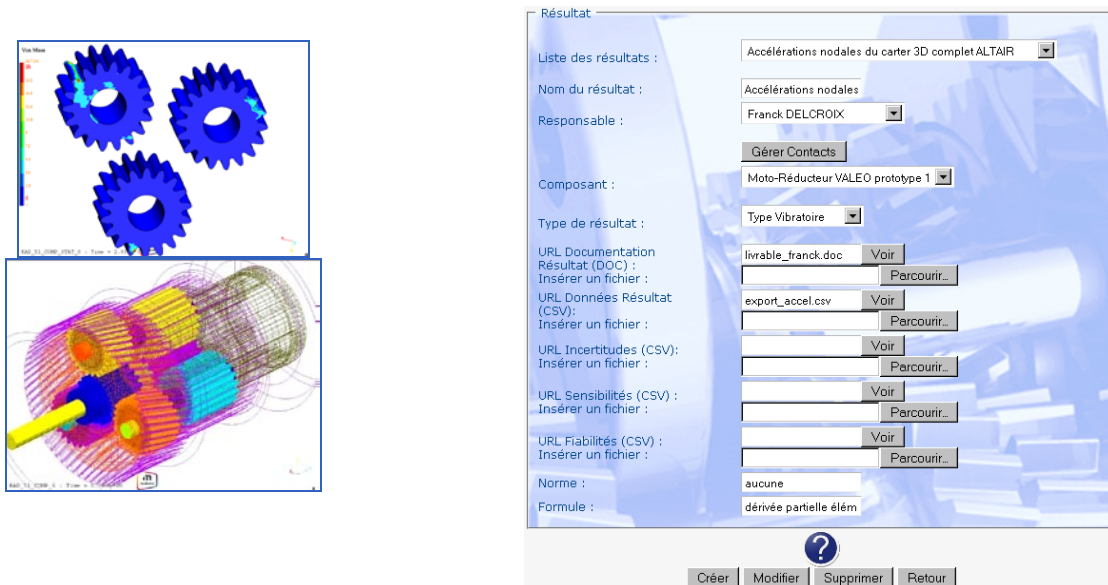 Von Mises
Résultat
Liste des résultats :
Accélérations nodales du carter 3D complet ALTAIR
Nom du résultat :
Accélérations nodales
Responsable :
Franck DELCROIX
Gérer Contacts
Composant :
Moto-Réducteur VALEO prototype 1
Type de résultat :
Type Vibratoire
URL Documentation
Résultat (DOC) :
livrable_franck.doc
Voir
Insérer un fichier :
Parcourir...
URL Données Résultat
(CSV):
export_accel.csv
Voir
Insérer un fichier :
Parcourir...
URL Incertitudes (CSV):
Voir
Insérer un fichier :
Parcourir...
URL Sensibilités (CSV) :
Voir
Insérer un fichier :
Parcourir...
URL Fiabilités (CSV) :
Voir
Insérer un fichier :
Parcourir...
Norme :
aucune
Formule :
dérivée partielle élém
?
Créer
Modifier
Supprimer
Retour